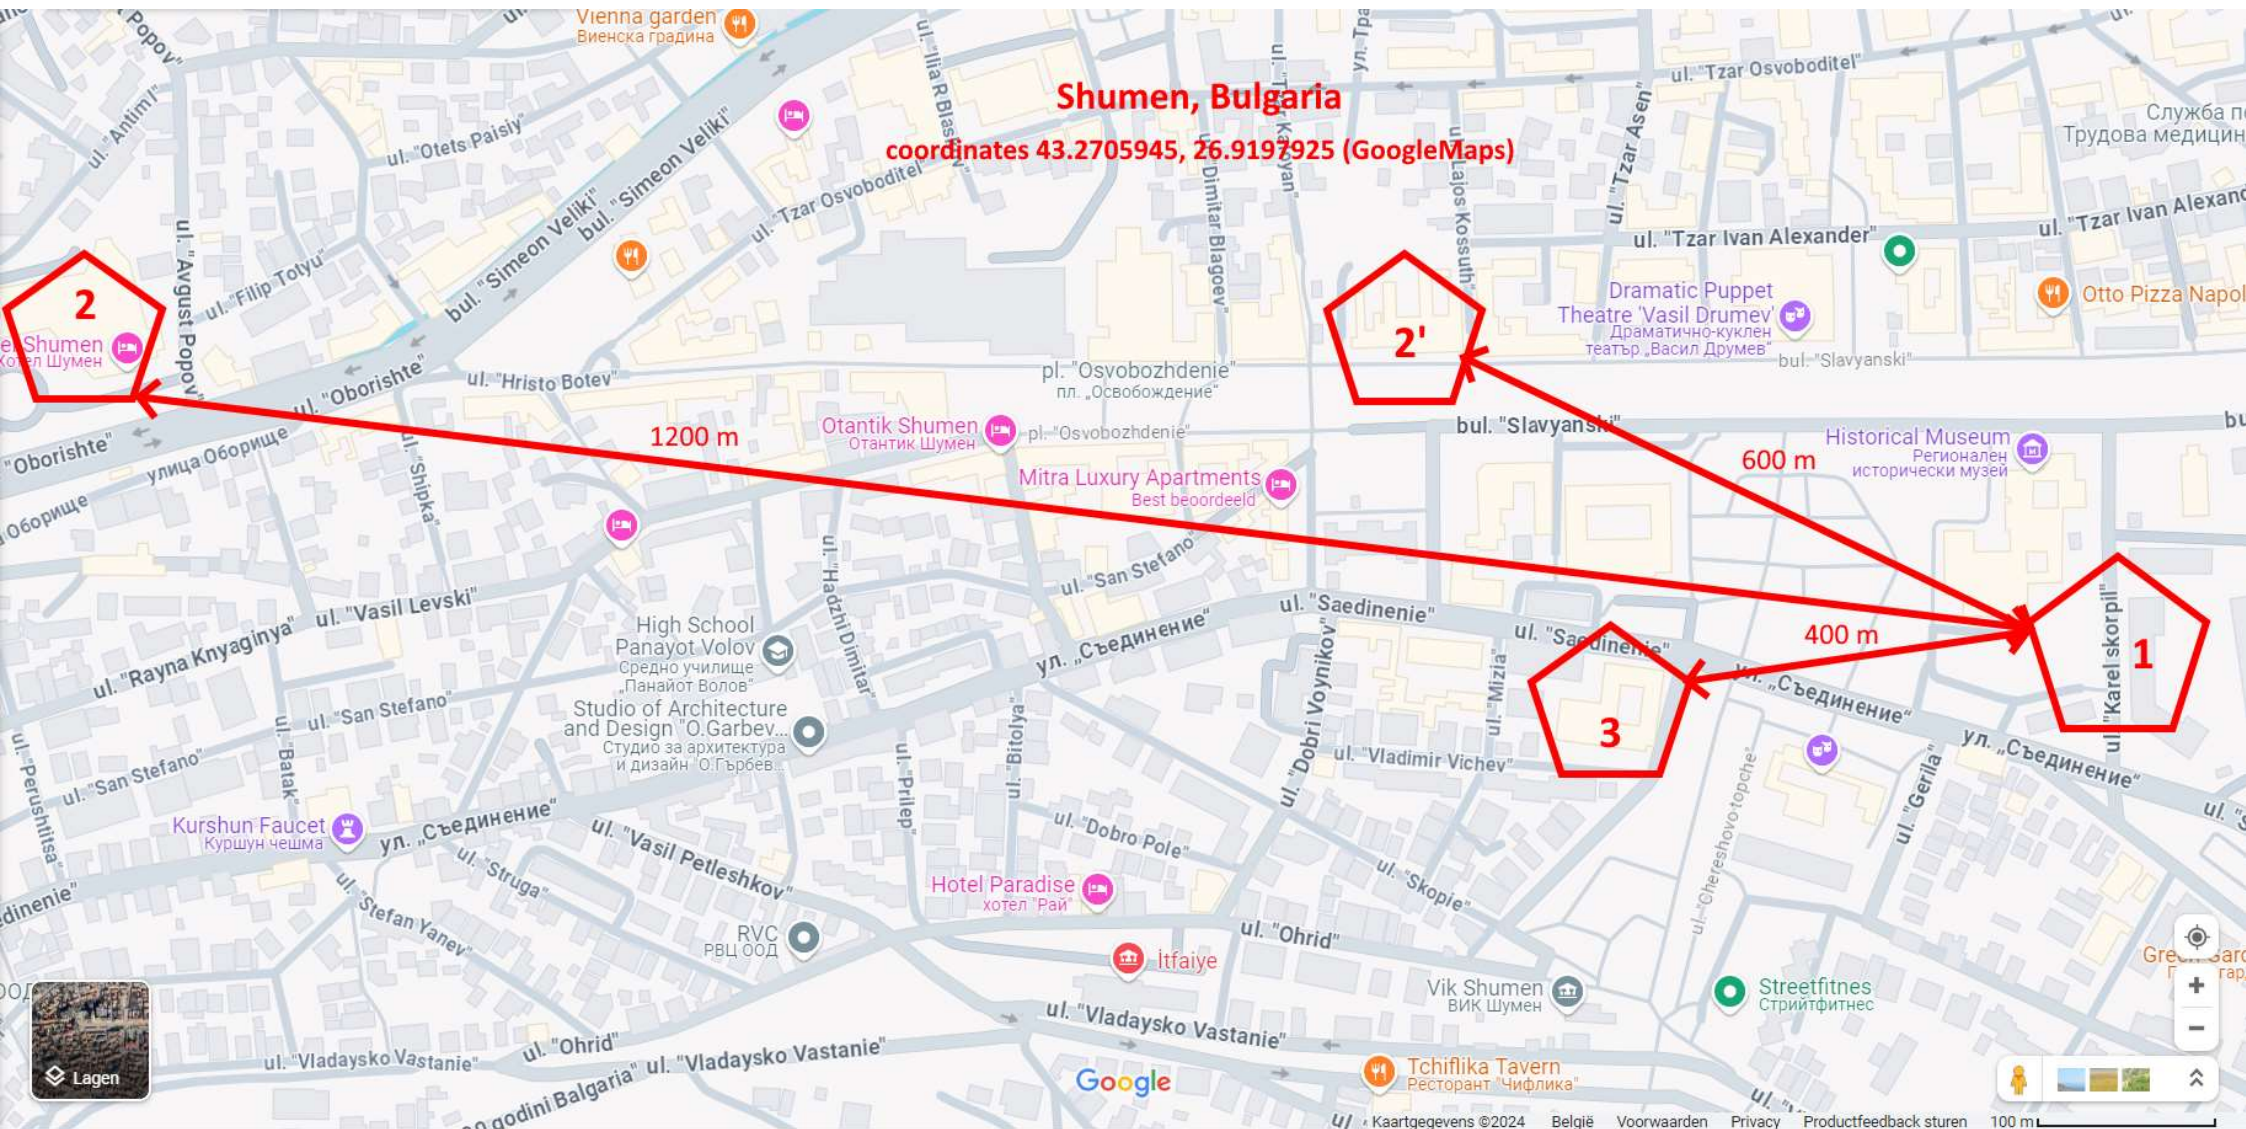 Vienna garden
Виенска градина
Popov"
ul. "Antim I"
ul. "Otets Paisiy"
bul. "Simeon Veliki"
bul. "Simeon Veliki"
ul. "Tzar Osvoboditel"
Shumen, Bulgaria
coordinates 43.2705945, 26.9197925 (GoogleMaps)
ul. "Dimitar Blagoev"
ul. "Tzar Asen"
ul. "Tzar Osvoboditel"
ul. "Tzar Ivan Alexander"
Служба по
Трудова медицин
ul. "Tzar Ivan Alexand
Otto Pizza Napol
Dramatic Puppet
Theatre 'Vasil Drumev'
Драматично-куклен
театър „Васил Друмев"
bul. "Slavyanski"
2
el Shumen
Хотел Шумен
ul. "Avgust Popov"
ul. "Filip Totyu"
ul. "Oborishte"
"Oborishte"
улица Оборище
Оборище
ul. "Hristo Botev"
ul. "Shipka"
1200 m
pl. "Osvobozhdenie"
пл. „Освобождение"
Otantik Shumen
Отантик Шумен
pl. "Osvobozhdenie"
Mitra Luxury Apartments
Best beoordeeld
2'
bul. "Slavyanski"
600 m
Historical Museum
Регионален
исторически музей
ul. "San Stefano"
ul. "Hadzhi Dimitar"
ul. "Vasil Levski"
ul. "Rayna Knyaginya"
High School
Panayot Volov
Средно училище
„Панайот Волов"
Studio of Architecture
and Design "O.Garbev...
Студио за архитектура
и дизайн "О.Гърбев...
ул. „Съединение"
ul. "Saedinenie"
ul. "Saedinenie"
400 m
1
ul. "Karel skorpil"
3
ул. „Съединение"
ул. „Съединение"
ul. "Mizia"
ul. "Dobri Voynikov"
ul. "Vladimir Vichev"
ul. "San Stefano"
ul. "San Stefano"
ul. "Batak"
ul. "Perushtitsa"
ul. "Bitolya"
ul. "Prilep"
Kurshun Faucet
Куршун чешма
ул. „Съединение"
ul. "Struga"
ul. "Vasil Petleshkov"
ul. "Dobro Pole"
ul. "Skopie"
ul. "Chereshovo topche"
ul. "Gerila"
dinenie"
ul. "Stefan Yanev"
Hotel Paradise
хотел "Рай"
RVC
РВЦ ООД
ul. "Ohrid"
İtfaiye
Vik Shumen
ВИК Шумен
Streetfitnes
Стрийтфитнес
ul. "Vladaysko Vastanie"
ul. "Vladaysko Vastanie"
ul. "Ohrid"
ul. "Vladaysko Vastanie"
godini Balgaria"
Tchiflika Tavern
Ресторант "Чифлика"
Lagen
Google
Kaartgegevens ©2024 België Voorwaarden Privacy Productfeedback sturen 100 m